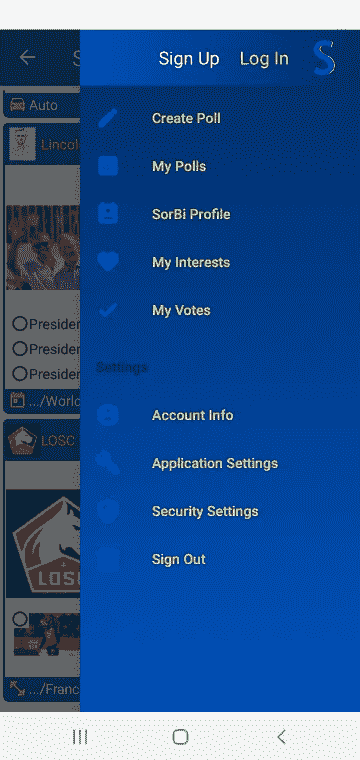 S
Sign Up Log In
S
Auto
Create Poll
Lincol
My Polls
SorBi Profile
My Interests
My Votes
Presider
Presider
Presider
Settings
.../World
Account Info
LOSC
Application Settings
Security Settings
LOS
Sign Out
.../Franc